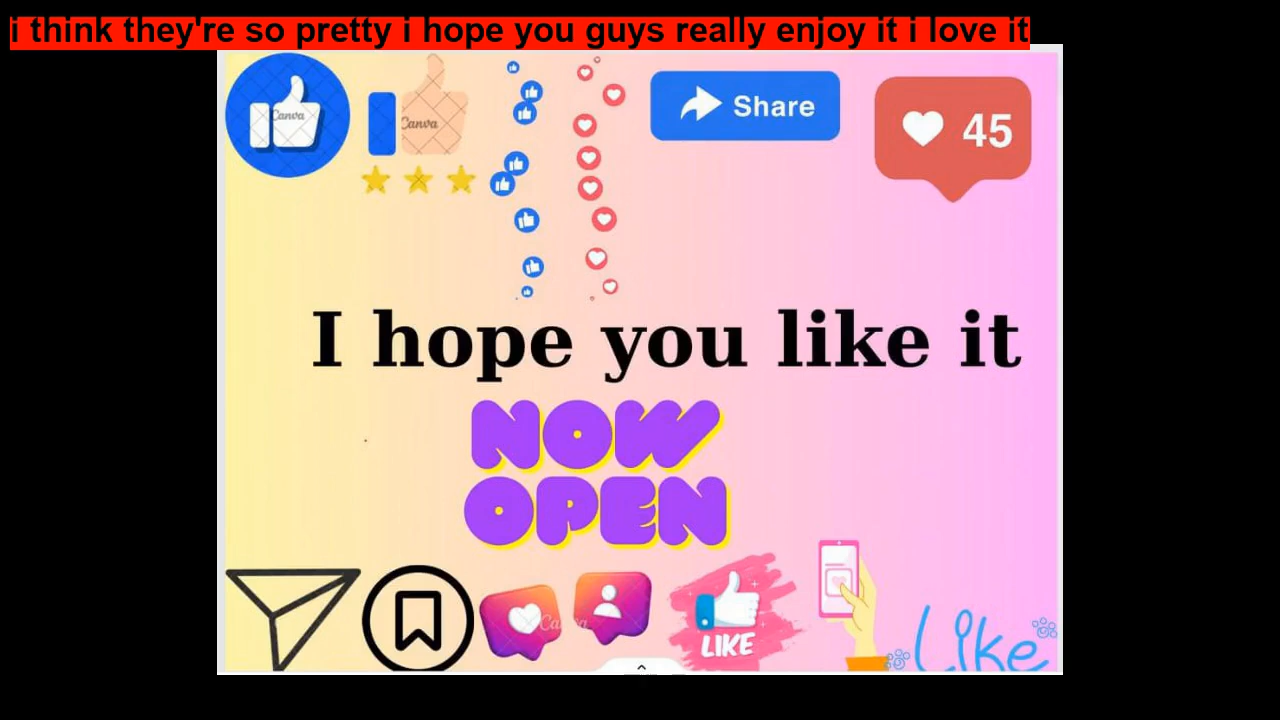 i think they're so pretty i hope you guys really enjoy it i love it
Canva
Canva
Share
45
I hope you like it
NOW
OPEN
Canva
LIKE
Like